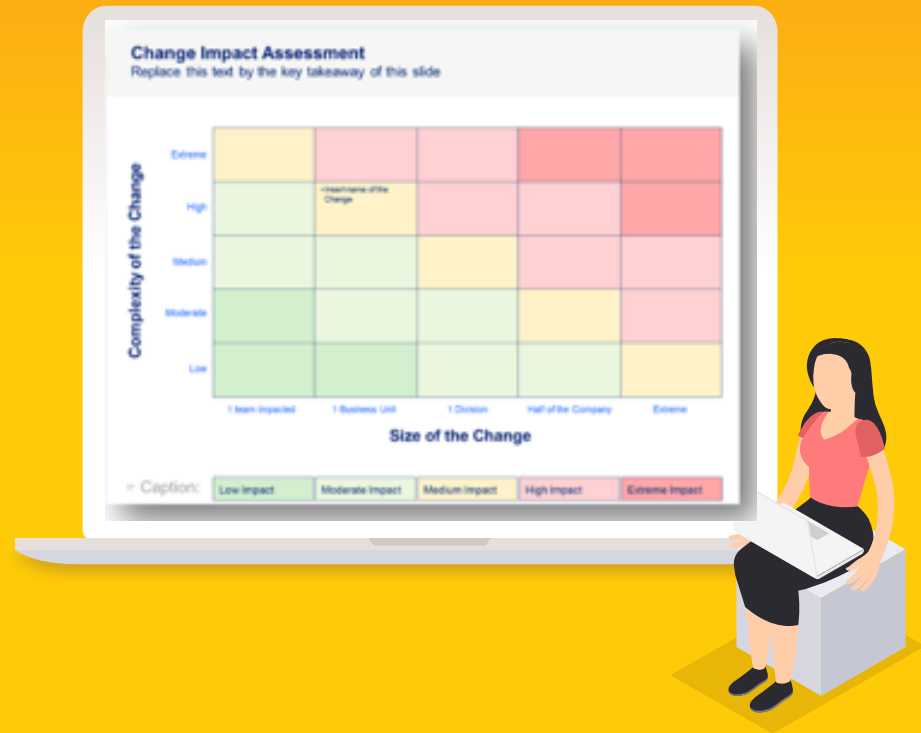 Change Impact Assessment
Replace this text by the key takeaway of this slide
Complexity of the Change
Extreme
High
Medium
Moderate
Low
•Insert name of the
Change
1 team impacted
1 Business Unit
1 Division
Half of the Company
Extreme
Size of the Change
Caption:
Low Impact
Moderate Impact
Medium Impact
High Impact
Extreme Impact